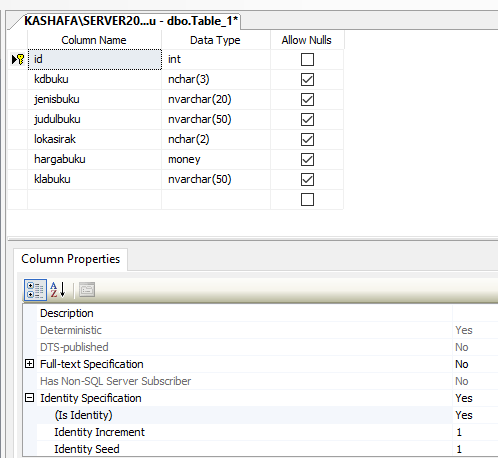 KASHAFA\SERVER20...u - dbo.Table_1*
Column Name Data Type Allow Nulls
id int
kdbuku nchar(3)
jenisbuku nvarchar(20)
judulbuku nvarchar(50)
lokasirak nchar(2)
hargabuku money
klabuku nvarchar(50)
Column Properties
A
Z
Description
Deterministic Yes
DTS-published No
Full-text Specification No
Has Non-SQL Server Subscriber No
Identity Specification Yes
(Is Identity) Yes
Identity Increment 1
Identity Seed 1